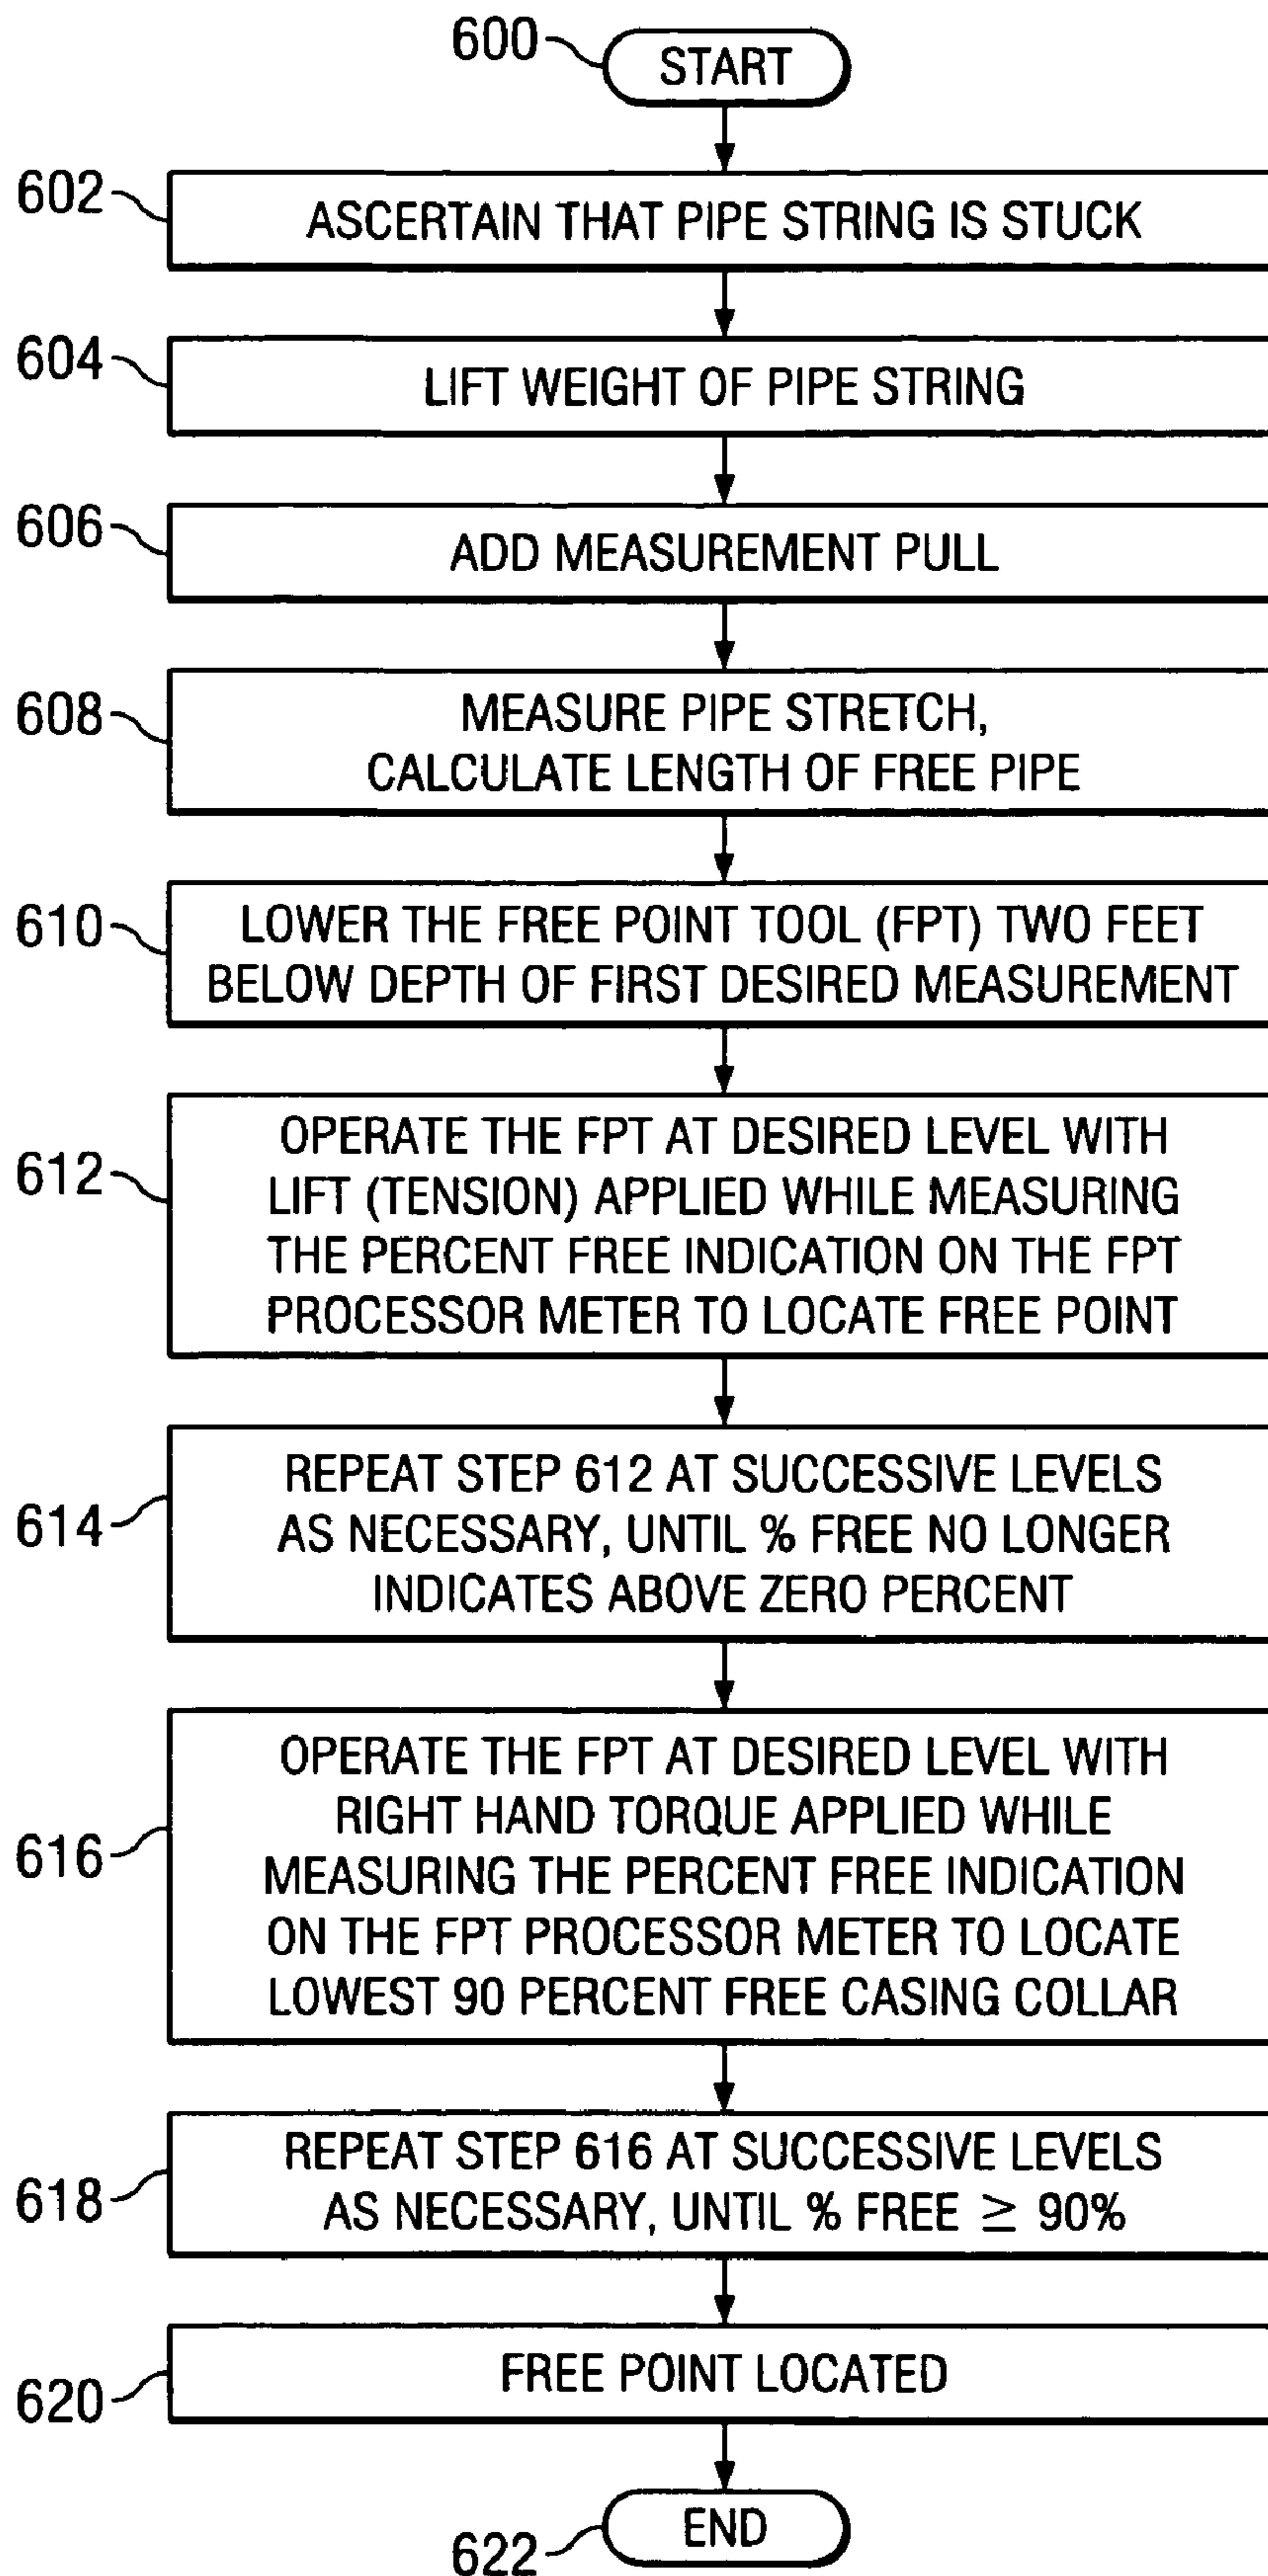 600
START
602
ASCERTAIN THAT PIPE STRING IS STUCK
604
LIFT WEIGHT OF PIPE STRING
606
ADD MEASUREMENT PULL
608
MEASURE PIPE STRETCH,
CALCULATE LENGTH OF FREE PIPE
610
LOWER THE FREE POINT TOOL (FPT) TWO FEET
BELOW DEPTH OF FIRST DESIRED MEASUREMENT
612
OPERATE THE FPT AT DESIRED LEVEL WITH
LIFT (TENSION) APPLIED WHILE MEASURING
THE PERCENT FREE INDICATION ON THE FPT
PROCESSOR METER TO LOCATE FREE POINT
614
REPEAT STEP 612 AT SUCCESSIVE LEVELS
AS NECESSARY, UNTIL % FREE NO LONGER
INDICATES ABOVE ZERO PERCENT
616
OPERATE THE FPT AT DESIRED LEVEL WITH
RIGHT HAND TORQUE APPLIED WHILE
MEASURING THE PERCENT FREE INDICATION
ON THE FPT PROCESSOR METER TO LOCATE
LOWEST 90 PERCENT FREE CASING COLLAR
618
REPEAT STEP 616 AT SUCCESSIVE LEVELS
AS NECESSARY, UNTIL % FREE ≥ 90%
620
FREE POINT LOCATED
622
END